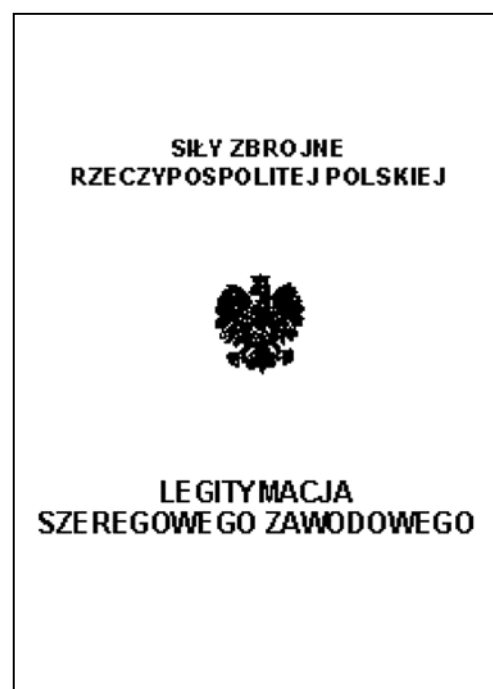 SIŁY ZBROJNE
RZECZYPOSPOLITEJ POLSKIEJ
LEGITYMACJA
SZEREGOWEGO ZAWODOWEGO